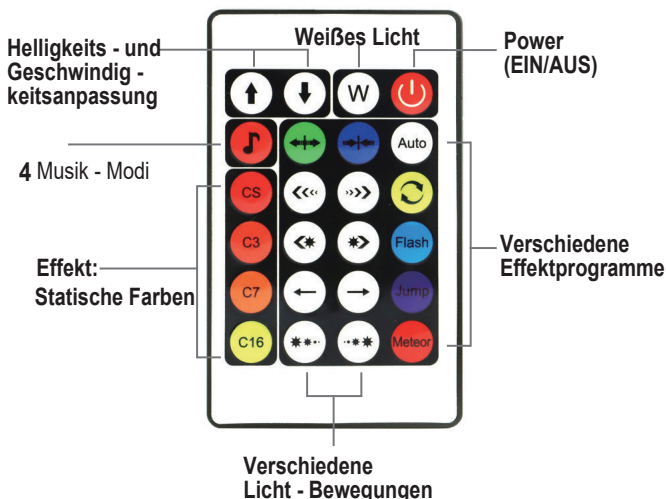 Helligkeits - und
Geschwindig -
keitsanpassung
Weißes Licht
Power
(EIN/AUS)
W
4 Musik - Modi
Auto
CS
C3
Flash
C7
Jump
C16
Meteor
Effekt:
Statische Farben
Verschiedene
Effektprogramme
Verschiedene
Licht - Bewegungen